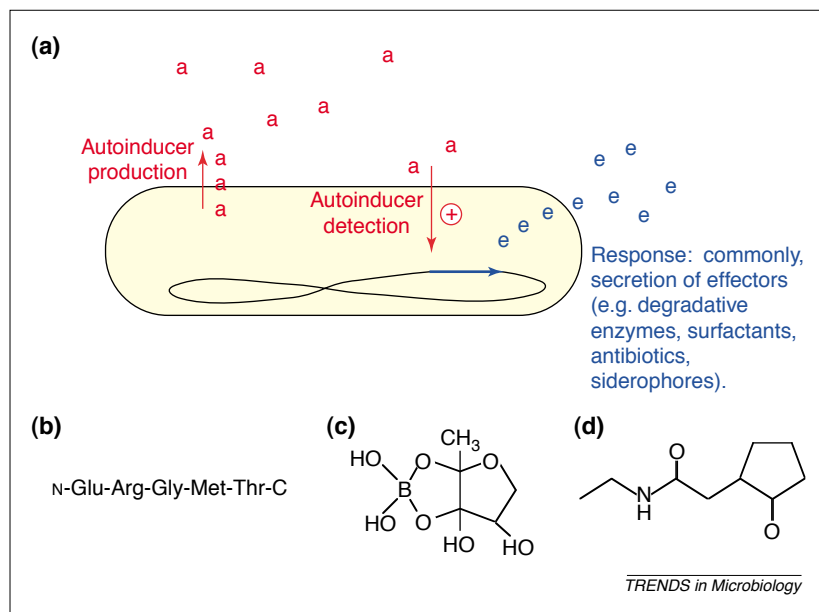 (a)
a
a
a
a
a
a
Autoinducer
production
a
a
a
a
a
Autoinducer
detection
+
e
e
e
e
e
e
e
e
e
Response: commonly,
secretion of effectors
(e.g. degradative
enzymes, surfactants,
antibiotics,
siderophores).
(b)
N-Glu-Arg-Gly-Met-Thr-C
(c)
CH3
HO
O
O
B
HO
O
HO
HO
(d)
O
N
H
O
TRENDS in Microbiology